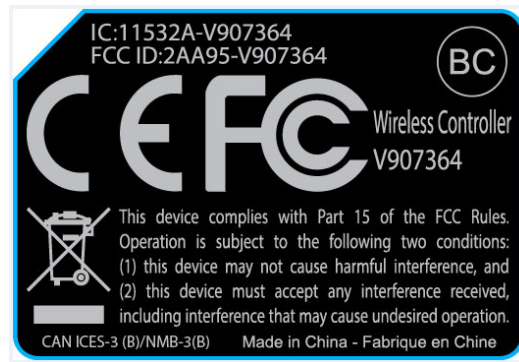 IC:11532A-V907364
FCC ID:2AA95-V907364
BC
CE FC
Wireless Controller
V907364
This device complies with Part 15 of the FCC Rules.
Operation is subject to the following two conditions:
(1) this device may not cause harmful interference, and
(2) this device must accept any interference received,
including interference that may cause undesired operation.
CAN ICES-3 (B)/NMB-3(B) Made in China - Fabrique en Chine